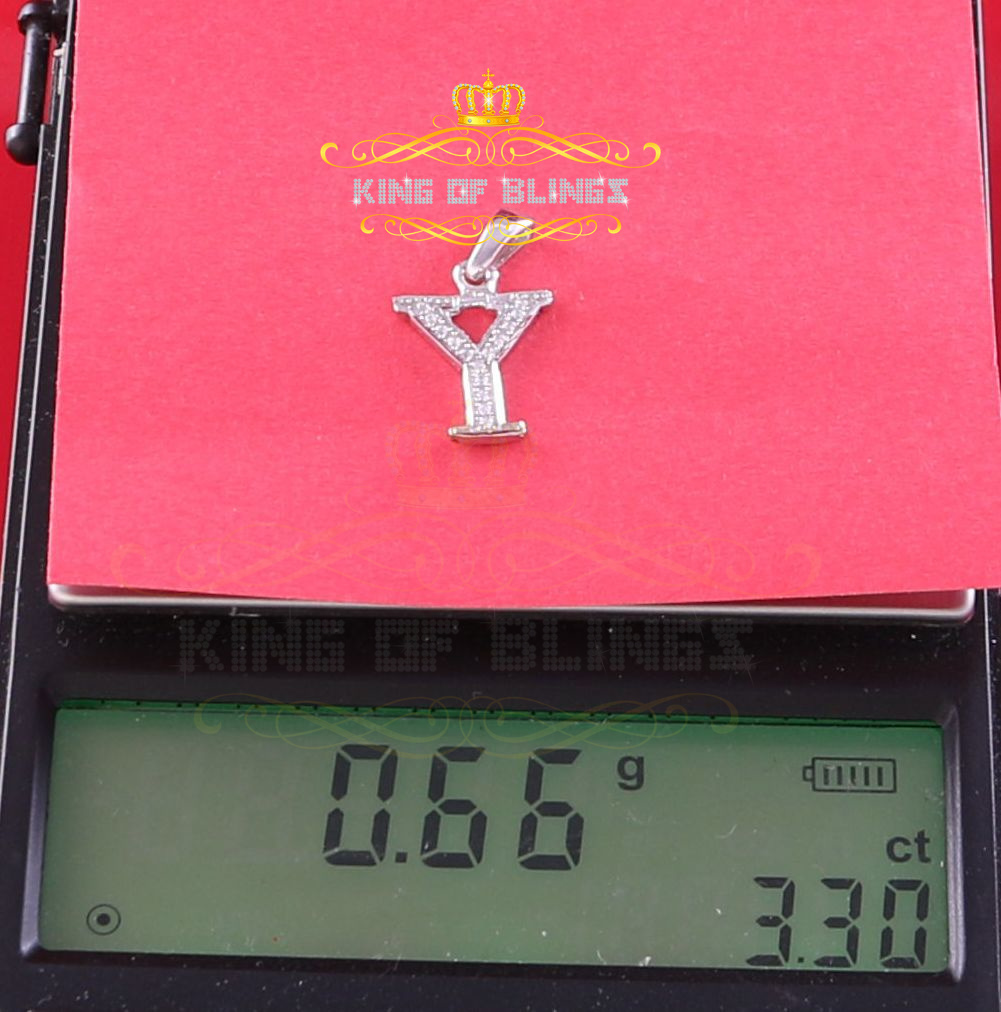 KING OF BLINGS
Y
KING OF BLINGS
0.66 g
ct
3.30